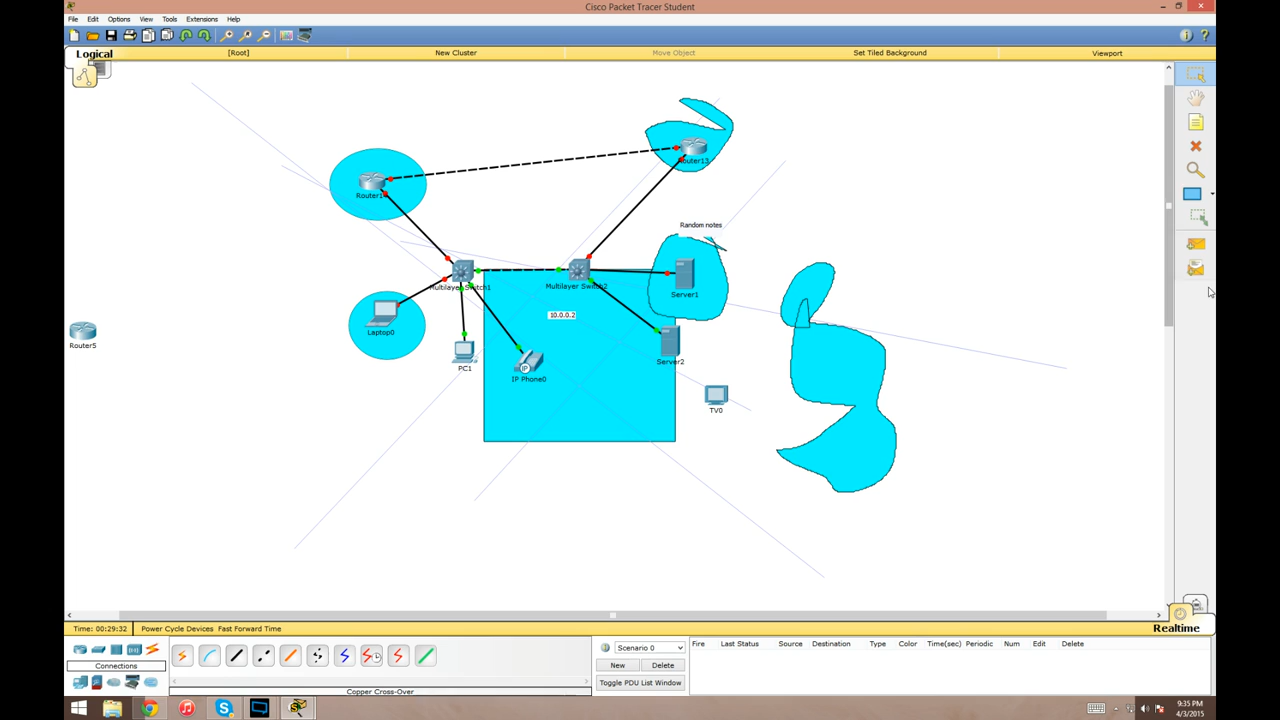 Cisco Packet Tracer Student
File Edit Options View Tools Extensions Help
Logical [Root] New Cluster Move Object Set Tiled Background Viewport
Router13
Router1
Random notes
Multilayer Switch1
Multilayer Switch2
Server1
10.0.0.2
Laptop0
Router5
Server2
PC1
IP
IP Phone0
TV0
Realtime
Time: 00:29:32 Power Cycle Devices Fast Forward Time
Scenario 0
Fire Last Status Source Destination Type Color Time(sec) Periodic Num Edit Delete
Connections
New Delete
Toggle PDU List Window
Copper Cross-Over
9:35 PM
4/3/2015